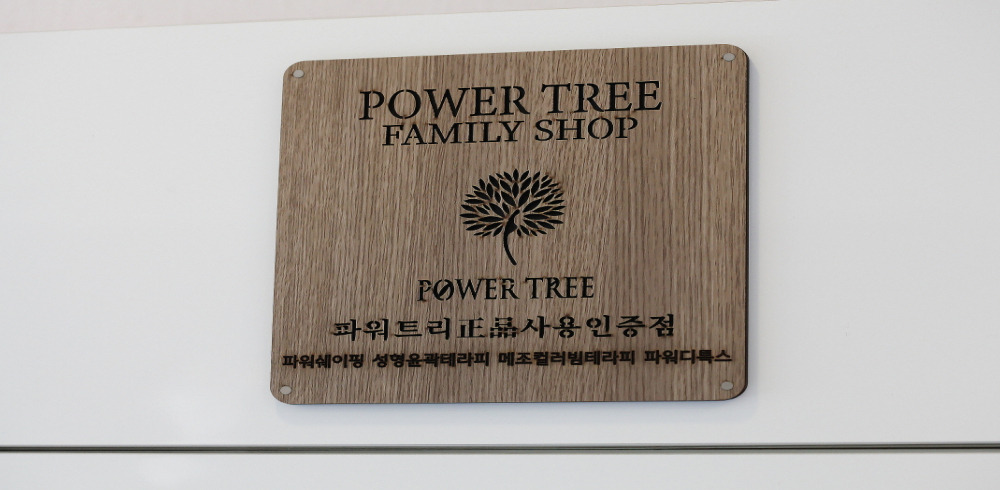 POWER TREE
FAMILY SHOP
POWER TREE
파워트리正品사용인증점
파워쉐이핑 성형윤곽테라피 메조컬러빔테라피 파워디톡스